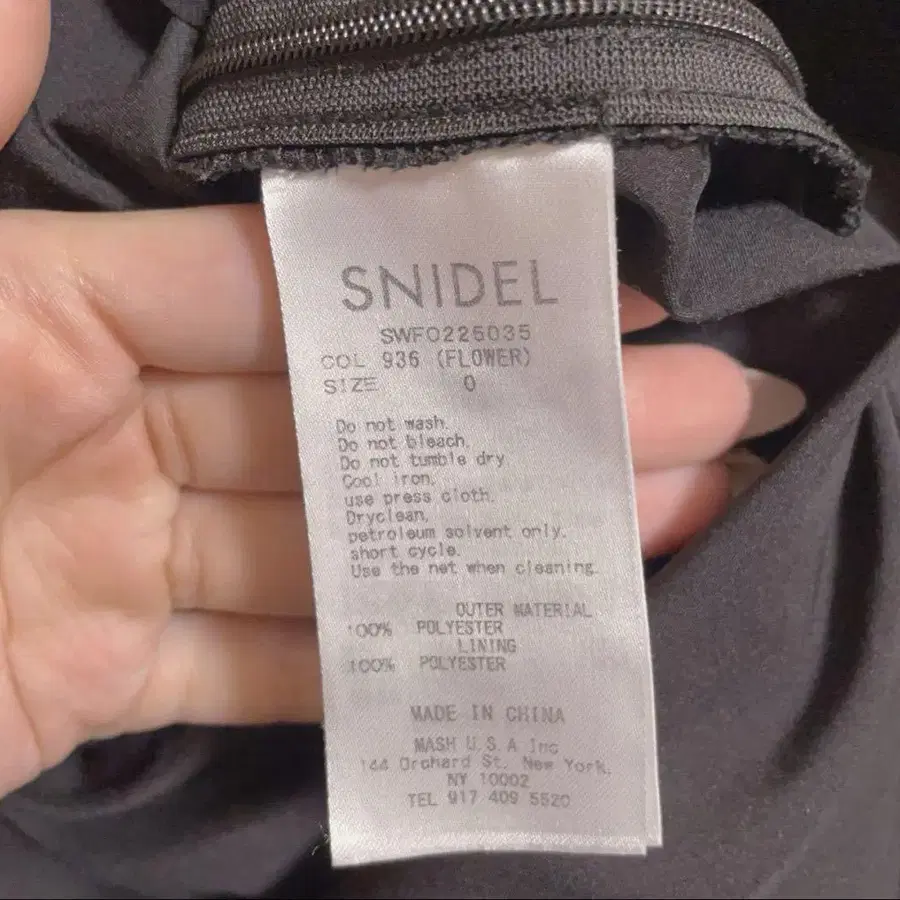 SNIDEL
SWFO225035
COL 936 (FLOWER)
SIZE 0
Do not wash.
Do not bleach.
Do not tumble dry
Cool iron.
use press cloth.
Dryclean.
petroleum solvent only.
short cycle.
Use the net when cleaning.
OUTER MATERIAL
100% POLYESTER
LINING
100% POLYESTER
MADE IN CHINA
MASH U.S.A Inc
144 Orchard St. New York.
NY 10002
TEL 917 409 5520